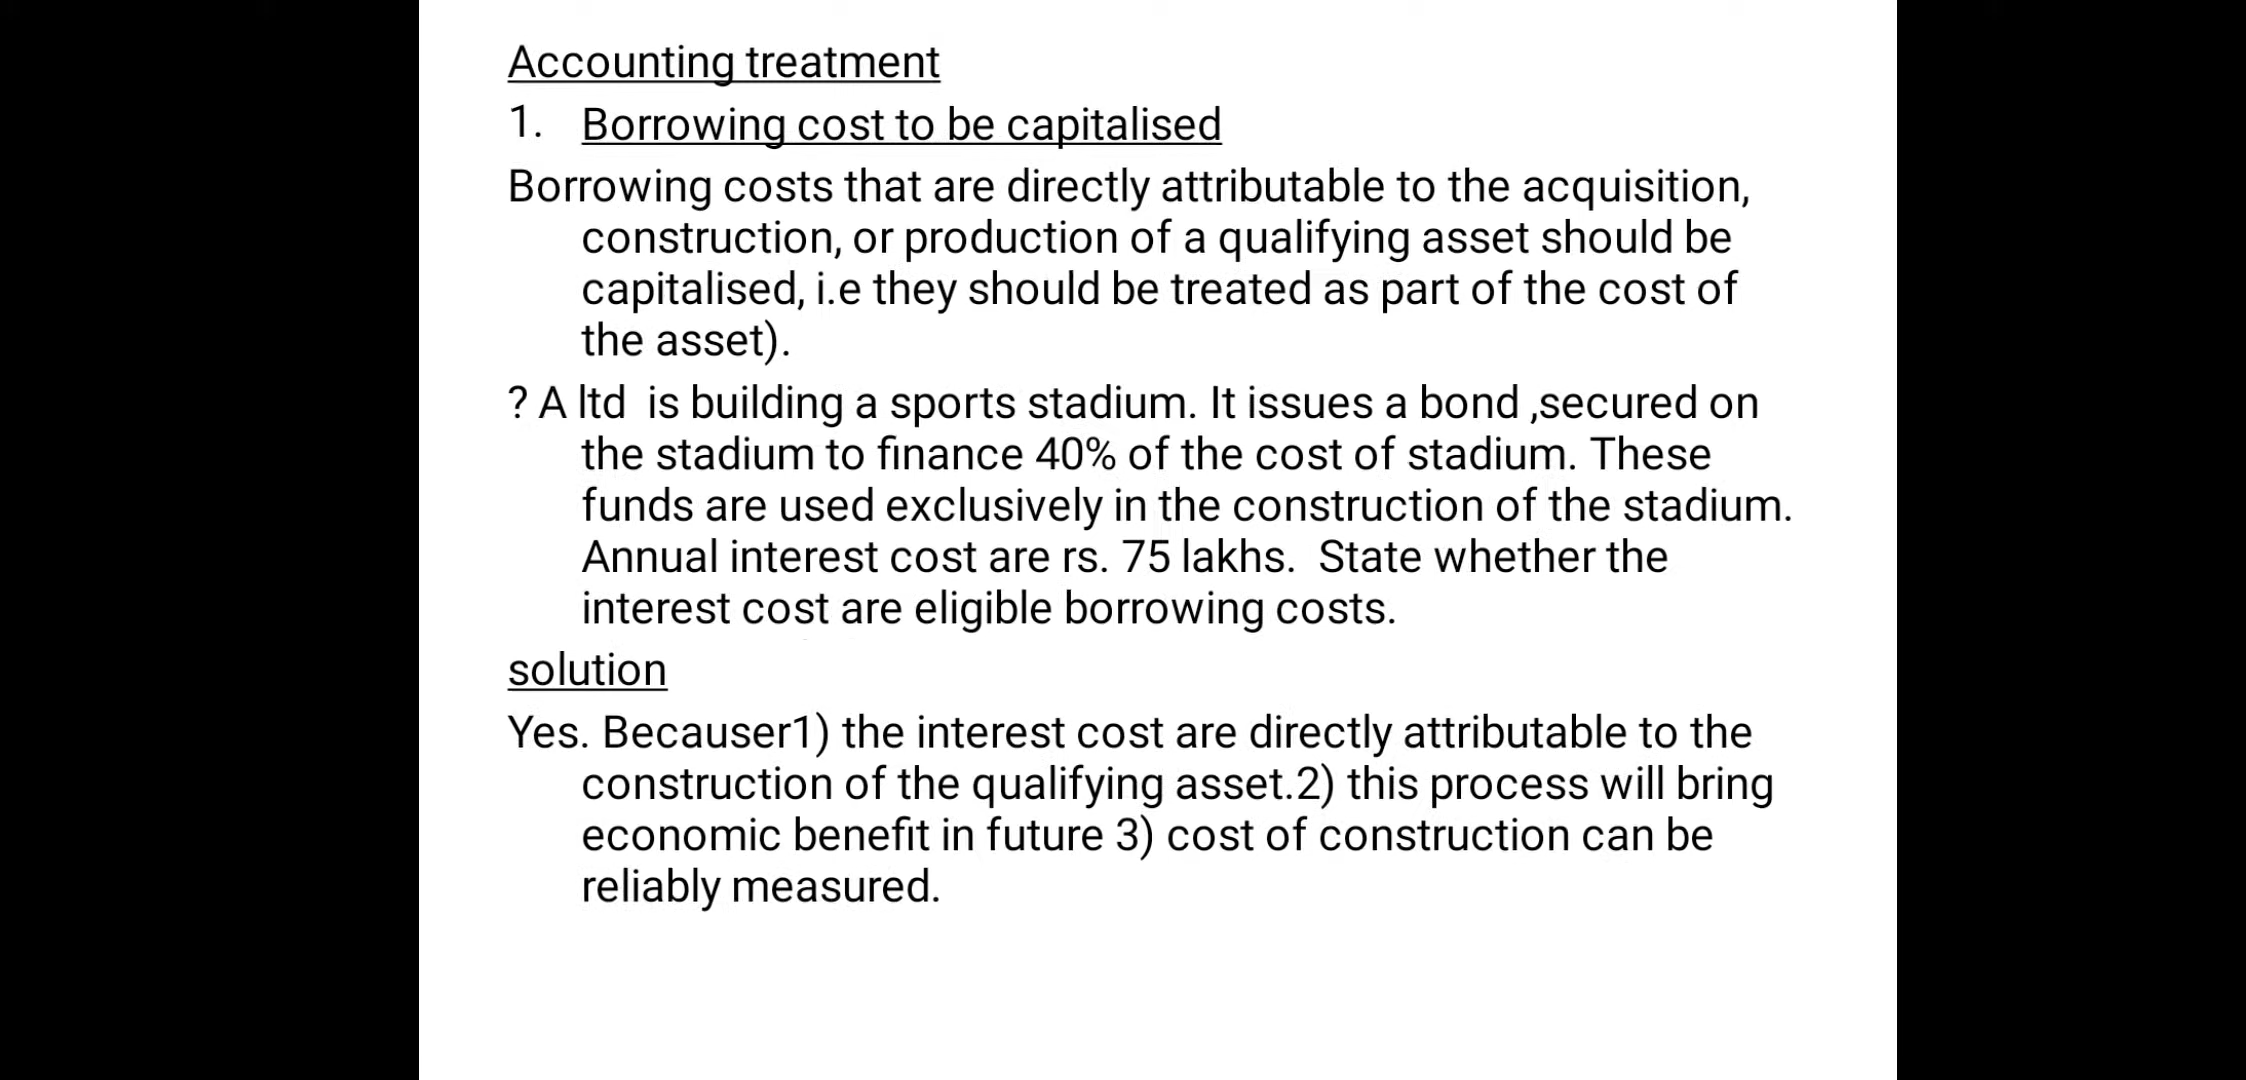 Accounting treatment
1. Borrowing cost to be capitalised
Borrowing costs that are directly attributable to the acquisition,
construction, or production of a qualifying asset should be
capitalised, i.e they should be treated as part of the cost of
the asset).
? A ltd  is building a sports stadium. It issues a bond ,secured on
the stadium to finance 40% of the cost of stadium. These
funds are used exclusively in the construction of the stadium.
Annual interest cost are rs. 75 lakhs.  State whether the
interest cost are eligible borrowing costs.
solution
Yes. Becauser1) the interest cost are directly attributable to the
construction of the qualifying asset.2) this process will bring
economic benefit in future 3) cost of construction can be
reliably measured.